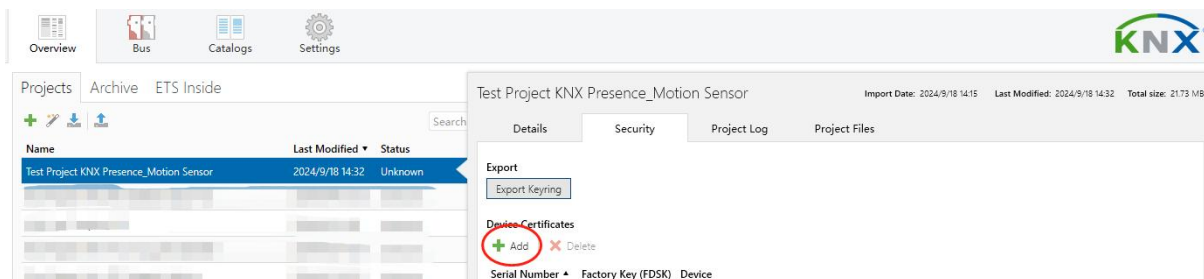 Overview Bus Catalogs Settings
KNX
Projects Archive ETS Inside
Search
Name Last Modified Status
Test Project KNX Presence_Motion Sensor 2024/9/18 14:32 Unknown
Test Project KNX Presence_Motion Sensor Import Date: 2024/9/18 14:15 Last Modified: 2024/9/18 14:32 Total size: 21.73 MB
Details Security Project Log Project Files
Export
Export Keyring
Device Certificates
Add Delete
Serial Number Factory Key (FDSK) Device